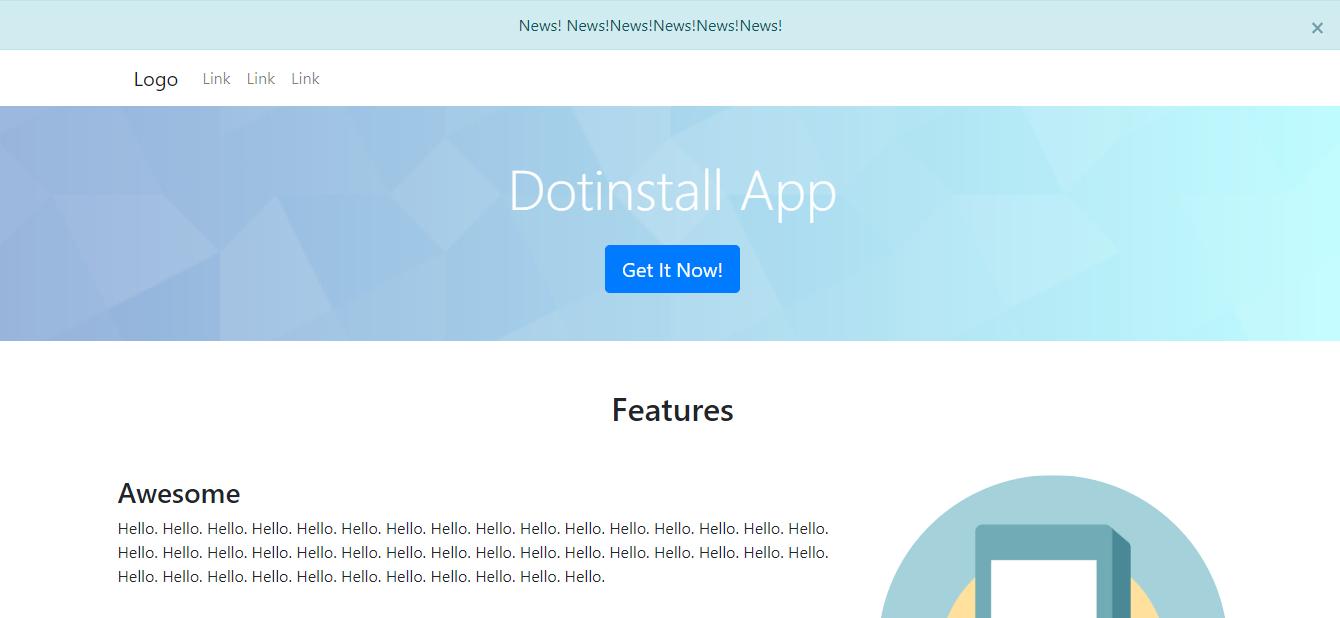 News! News!News!News!News!News!
×
Logo Link Link Link
Dotinstall App
Get It Now!
Features
Awesome
Hello. Hello. Hello. Hello. Hello. Hello. Hello. Hello. Hello. Hello. Hello. Hello. Hello. Hello. Hello. Hello.
Hello. Hello. Hello. Hello. Hello. Hello. Hello. Hello. Hello. Hello. Hello. Hello. Hello. Hello. Hello. Hello.
Hello. Hello. Hello. Hello. Hello. Hello. Hello. Hello. Hello. Hello. Hello.